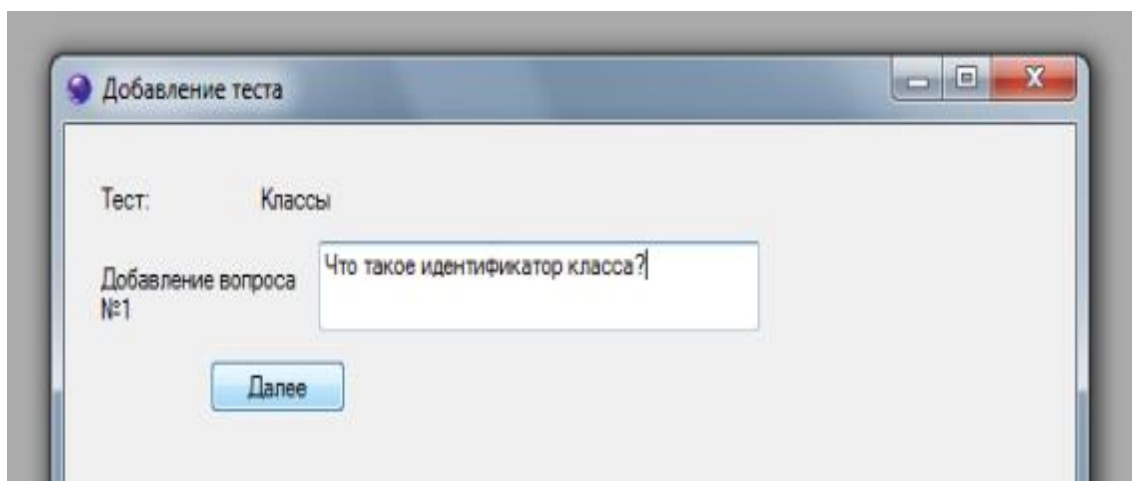 Добавление теста
Тест: Классы
Что такое идентификатор класса?
Добавление вопроса
№1
Далее